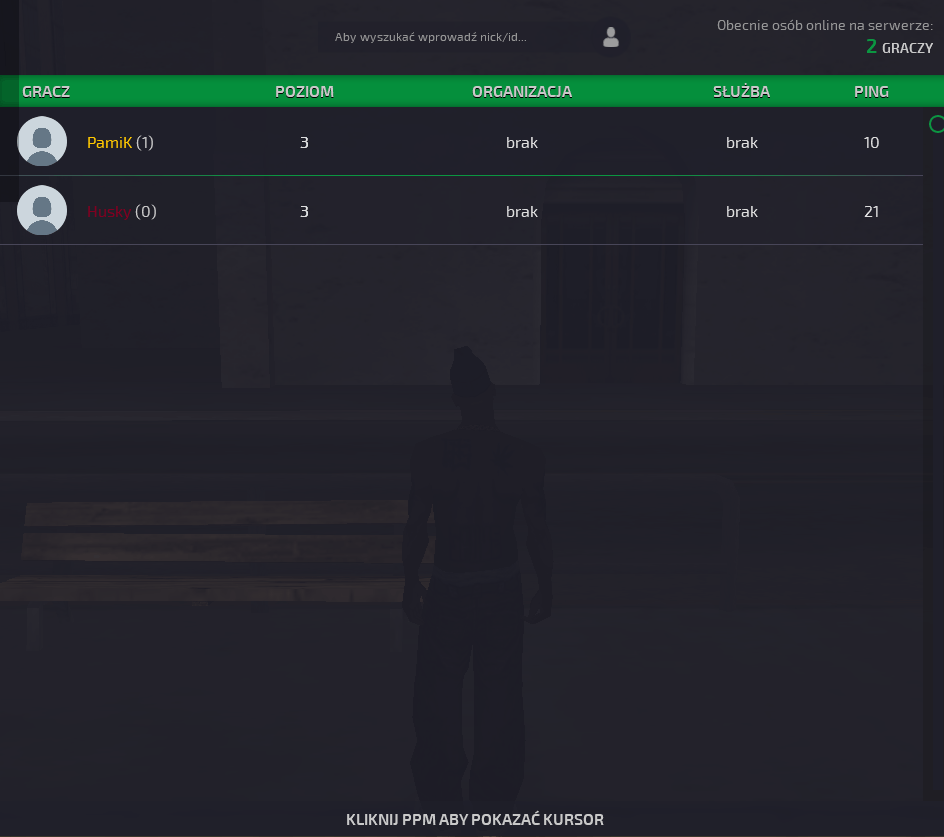 Aby wyszukać wprowadź nick/id...
Obecnie osób online na serwerze:
2 GRACZY
GRACZ POZIOM ORGANIZACJA SŁUŻBA PING
PamiK (1) 3 brak brak 10
Husky (0) 3 brak brak 21
KLIKNIJ PPM ABY POKAZAĆ KURSOR